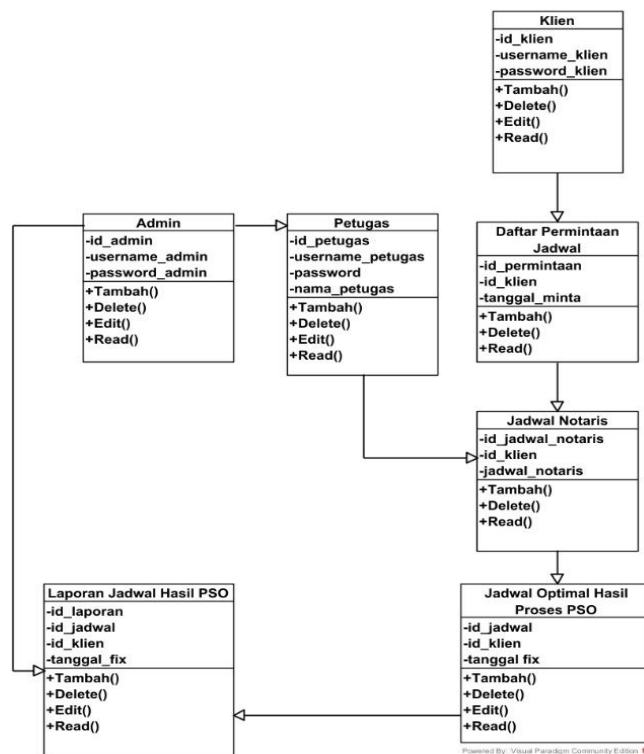 Klien
-id_klien
-username_klien
-password_klien
+Tambah()
+Delete()
+Edit()
+Read()
Admin
-id_admin
-username_admin
-password_admin
+Tambah()
+Delete()
+Edit()
+Read()
Petugas
-id_petugas
-username_petugas
-password
-nama_petugas
+Tambah()
+Delete()
+Edit()
+Read()
Daftar Permintaan
Jadwal
-id_permintaan
-id_klien
-tanggal_minta
+Tambah()
+Delete()
+Read()
Jadwal Notaris
-id_jadwal_notaris
-id_klien
-jadwal_notaris
+Tambah()
+Delete()
+Read()
Laporan Jadwal Hasil PSO
-id_laporan
-id_jadwal
-id_klien
-tanggal_fix
+Tambah()
+Delete()
+Edit()
+Read()
Jadwal Optimal Hasil
Proses PSO
-id_jadwal
-id_klien
-tanggal fix
+Tambah()
+Delete()
+Edit()
+Read()
Powered By Visual Paradigm Community Edition